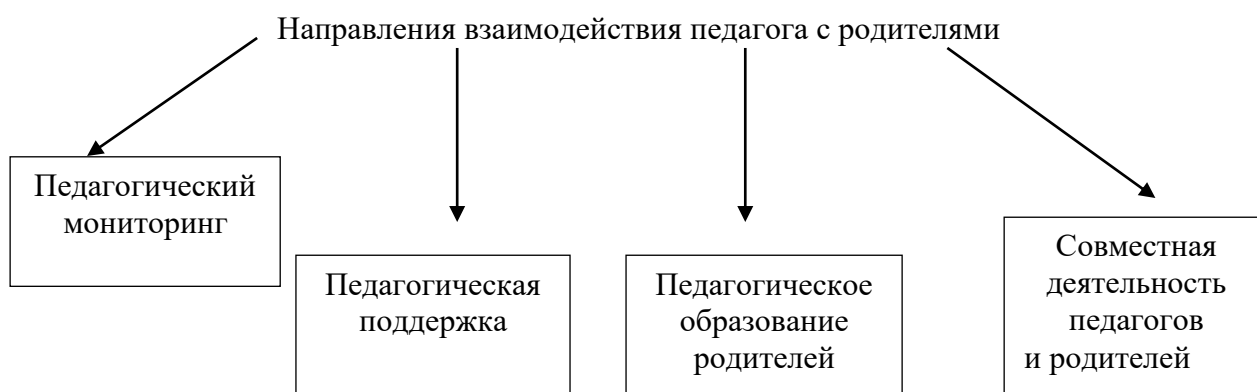 Направления взаимодействия педагога с родителями
Педагогический
мониторинг
Педагогическая
поддержка
Педагогическое
образование
родителей
Совместная
деятельность
педагогов
и родителей